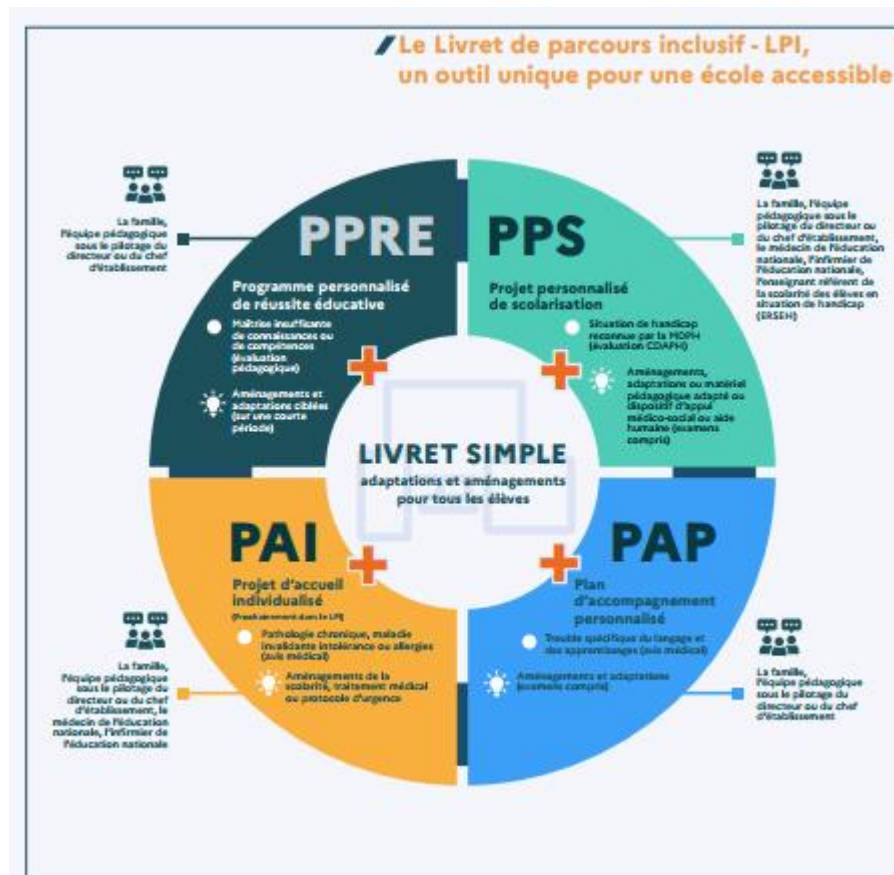 Le Livret de parcours inclusif - LPI,
un outil unique pour une école accessible
La famille,
l'équipe pédagogique
sous le pilotage du
directeur ou du chef
d'établissement
PPRE
Programme personnalisé
de réussite éducative
Maîtrise insuffisante
de connaissances ou
de compétences
(évaluation
pédagogique)
Aménagements et
adaptations ciblées
(sur une courte
période)
PPS
Projet personnalisé
de scolarisation
Situation de handicap
reconnue par la MDPH
(évaluation CDAPH)
Aménagements,
adaptations ou matériel
pédagogique adapté ou
dispositif d'appui
médico-social ou aide
humaine (examens
compris)
La famille, l'équipe
pédagogique sous le
pilotage du directeur ou
du chef d'établissement,
le médecin de l'éducation
nationale, l'infirmier de
l'éducation nationale,
l'enseignant référent de
la scolarité des élèves en
situation de handicap
(ERSEH)
LIVRET SIMPLE
adaptations et aménagements
pour tous les élèves
PAI
Projet d'accueil
individualisé
(Prochainement dans le LPI)
Pathologie chronique, maladie
invalidante intolérance ou allergies
(avis médical)
Aménagements de la
scolarité, traitement médical
ou protocole d'urgence
La famille,
l'équipe pédagogique
sous le pilotage du
directeur ou du chef
d'établissement, le
médecin de l'éducation
nationale, l'infirmier de
l'éducation nationale
PAP
Plan
d'accompagnement
personnalisé
Trouble spécifique du langage et
des apprentisages (avis médical)
Aménagements et adaptations
(examens compris)
La famille,
l'équipe pédagogique
sous le pilotage du
directeur ou du chef
d'établissement